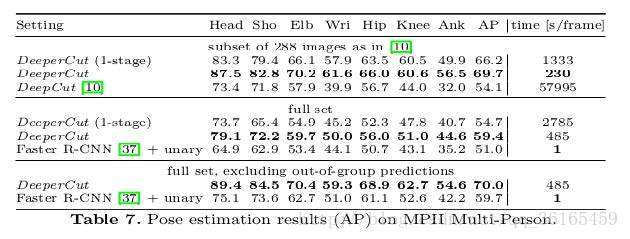 Setting Head Sho Elb Wri Hip Knee Ank AP time [s/frame]
subset of 288 images as in [10]
DeeperCut (1-stage) 83.3 79.4 66.1 57.9 63.5 60.5 49.9 66.2 1333
DeeperCut 87.5 82.8 70.2 61.6 66.0 60.6 56.5 69.7 230
DeepCut [10] 73.4 71.8 57.9 39.9 56.7 44.0 32.0 54.1 57995
full set
DeeperCut (1-stage) 73.7 65.4 54.9 45.2 52.3 47.8 40.7 54.7 2785
DeeperCut 79.1 72.2 59.7 50.0 56.0 51.0 44.6 59.4 485
Faster R-CNN [37] + unary 64.9 62.9 53.4 44.1 50.7 43.1 35.2 51.0 1
full set, excluding out-of-group predictions
DeeperCut 89.4 84.5 70.4 59.3 68.9 62.7 54.6 70.0 485
Faster R-CNN [37] + unary 75.1 73.6 62.7 51.0 61.1 52.6 42.2 59.7 1
Table 7. Pose estimation results (AP) on MPII Multi-Person.